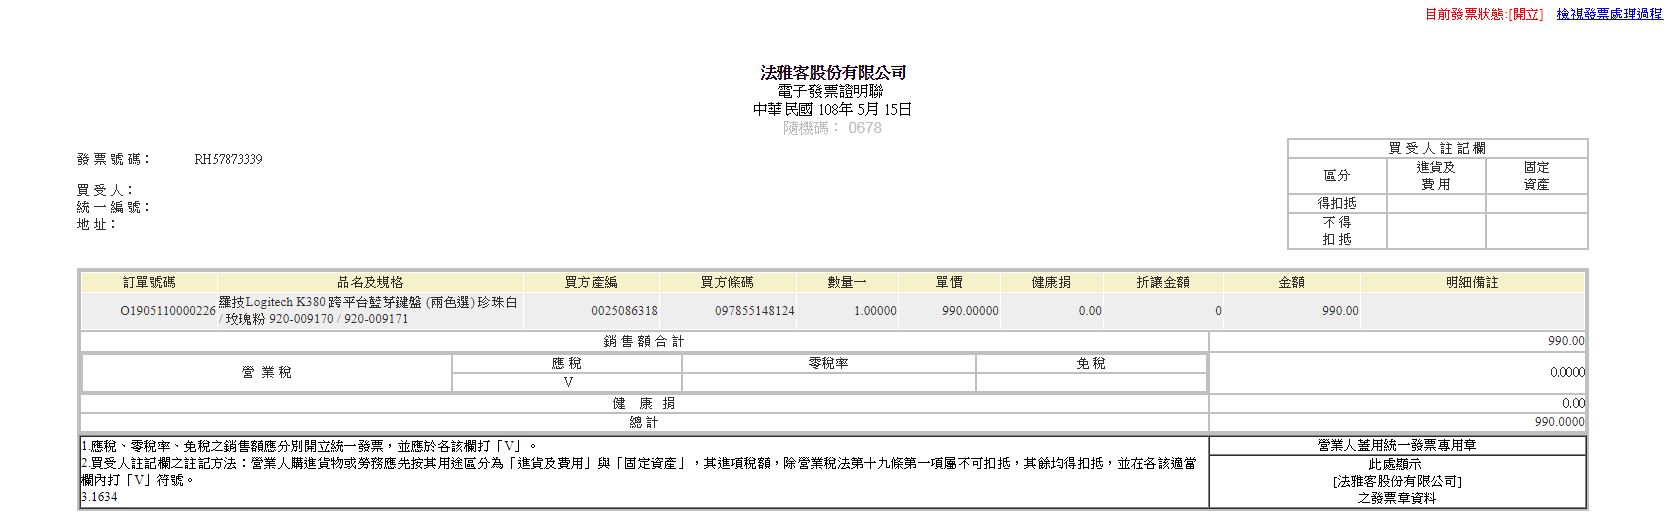 目前發票狀態:[開立] 檢視發票處理過程
法雅客股份有限公司
電子發票證明聯
中華民國 108年 5月 15日
隨機碼： 0678
發票號碼： RH57873339
買受人：
統一編號：
地址：
買受人註記欄
區分 進貨及費用 固定資產
得扣抵
不得扣抵
訂單號碼 品名及規格 買方產編 買方條碼 數量一 單價 健康捐 折讓金額 金額 明細備註
O1905110000226 羅技Logitech K380 跨平台藍芽鍵盤 (兩色選) 珍珠白 0025086318 097855148124 1.00000 990.00000 0.00 0 990.00
/ 玫瑰粉 920-009170 / 920-009171
銷售額合計 990.00
營業稅 應稅 零稅率 免稅 0.0000
V
健 康 捐 0.00
總計 990.0000
1.應稅、零稅率、免稅之銷售額應分別開立統一發票，並應於各該欄打「V」。
2.買受人註記欄之註記方法：營業人購進貨物或勞務應先按其用途區分為「進貨及費用」與「固定資產」，其進項稅額，除營業稅法第十九條第一項屬不可扣抵，其餘均得扣抵，並在各該適當
欄內打「V」符號。
3.1634
營業人蓋用統一發票專用章
此處顯示
[法雅客股份有限公司]
之發票章資料